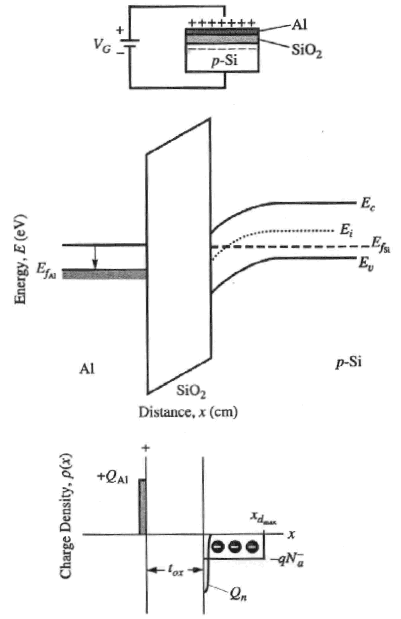 + + + + + + +
Al
+
V_G
−
SiO₂
p-Si
Energy, E (eV)
E_c
E_i
E_fSi
E_fAl
E_v
Al
p-Si
SiO₂
Distance, x (cm)
Charge Density, ρ(x)
+
+Q_Al
x_dmax
x
t_ox
-qN_a^-
Q_n